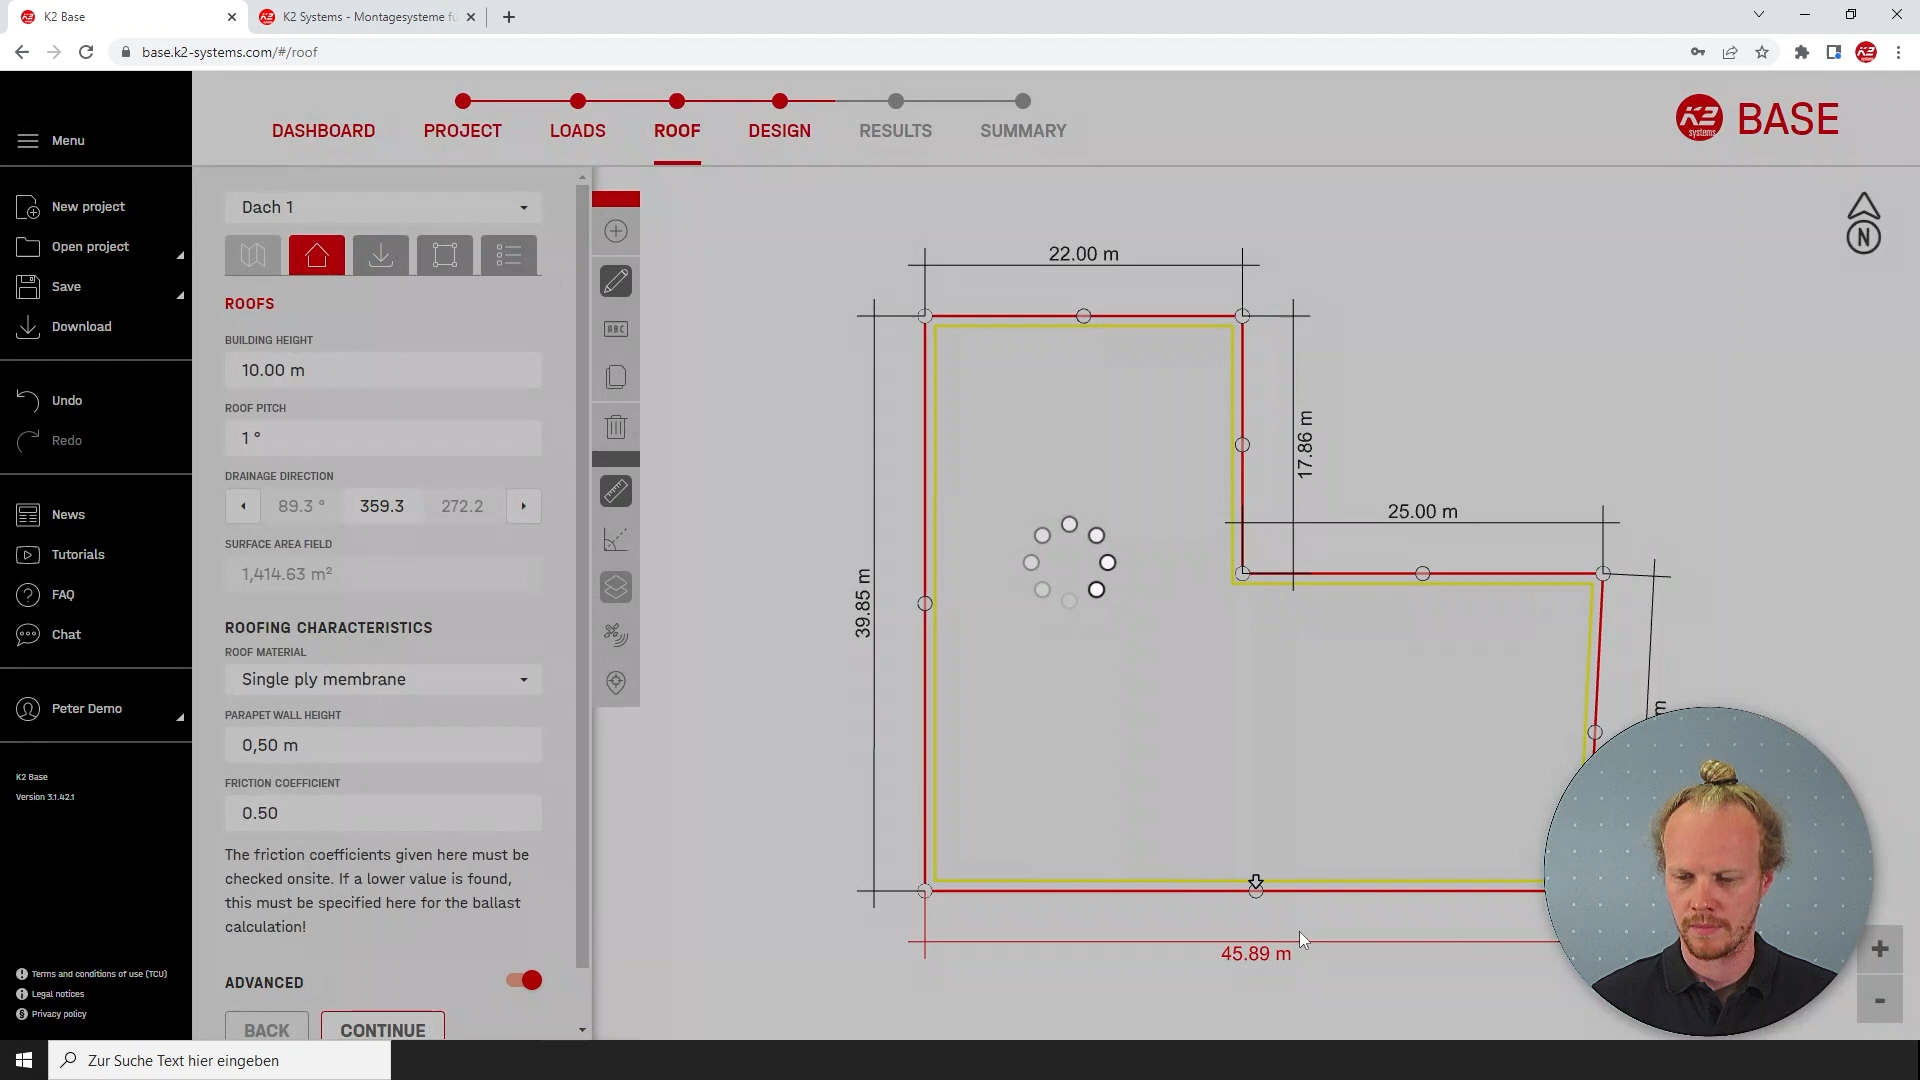 K2 Base
K2 Systems - Montagesysteme fü
base.k2-systems.com/#/roof
Menu
New project
Open project
Save
Download
Undo
Redo
News
Tutorials
FAQ
Chat
Peter Demo
K2 Base
Version 3.1.42.1
Terms and conditions of use (TCU)
Legal notices
Privacy policy
DASHBOARD
PROJECT
LOADS
ROOF
DESIGN
RESULTS
SUMMARY
K2 systems BASE
Dach 1
ROOFS
BUILDING HEIGHT
10.00 m
ROOF PITCH
1 °
DRAINAGE DIRECTION
89.3 ° 359.3 272.2
SURFACE AREA FIELD
1,414.63 m²
ROOFING CHARACTERISTICS
ROOF MATERIAL
Single ply membrane
PARAPET WALL HEIGHT
0,50 m
FRICTION COEFFICIENT
0.50
The friction coefficients given here must be
checked onsite. If a lower value is found,
this must be specified here for the ballast
calculation!
ADVANCED
BACK CONTINUE
ABC
N
22.00 m
17.86 m
25.00 m
39.85 m
m
45.89 m
+
-
Zur Suche Text hier eingeben